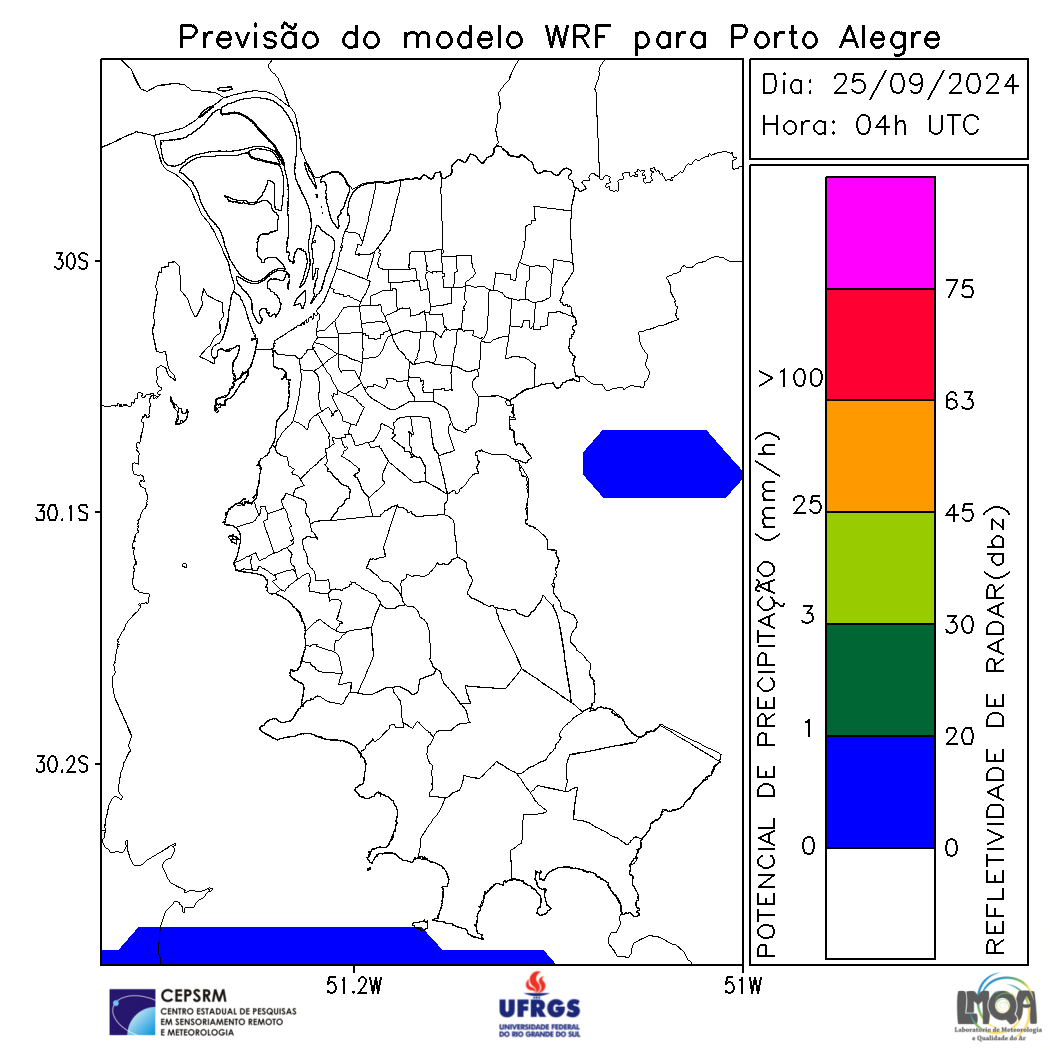 Previsão do modelo WRF para Porto Alegre
Dia: 25/09/2024
Hora: 04h UTC
30S
30.1S
30.2S
51.2W
51W
POTENCIAL DE PRECIPITAÇÃO (mm/h)
>100
25
3
1
0
75
63
45
30
20
0
REFLETIVIDADE DE RADAR(dbz)
CEPSRM
CENTRO ESTADUAL DE PESQUISAS
EM SENSORIAMENTO REMOTO
E METEOROLOGIA
UFRGS
UNIVERSIDADE FEDERAL
DO RIO GRANDE DO SUL
LMQA
Laboratório de Meteorologia
e Qualidade do Ar